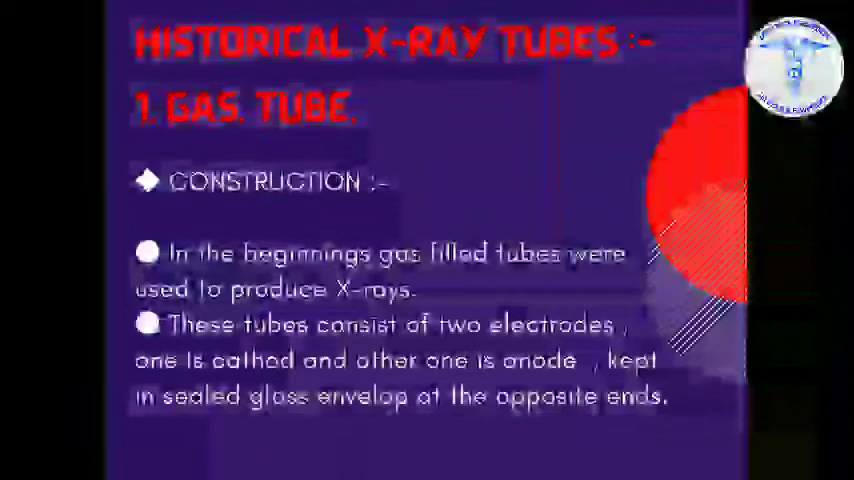 HISTORICAL X-RAY TUBES :-
1. GAS. TUBE.
◆ CONSTRUCTION :-
● In the beginnings gas filled tubes were
used to produce X-rays.
● These tubes consist of two electrodes ,
one is cathod and other one is anode , kept
in sealed glass envelop at the opposite ends.